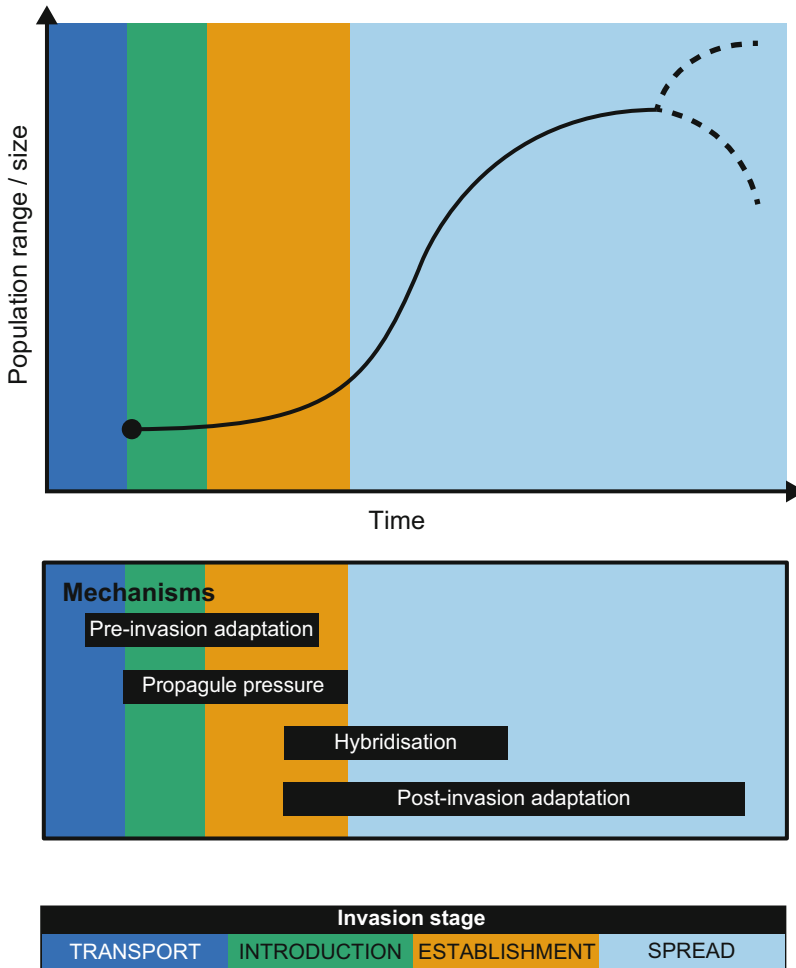 Population range / size
Time
Mechanisms
Pre-invasion adaptation
Propagule pressure
Hybridisation
Post-invasion adaptation
Invasion stage
TRANSPORT INTRODUCTION ESTABLISHMENT SPREAD